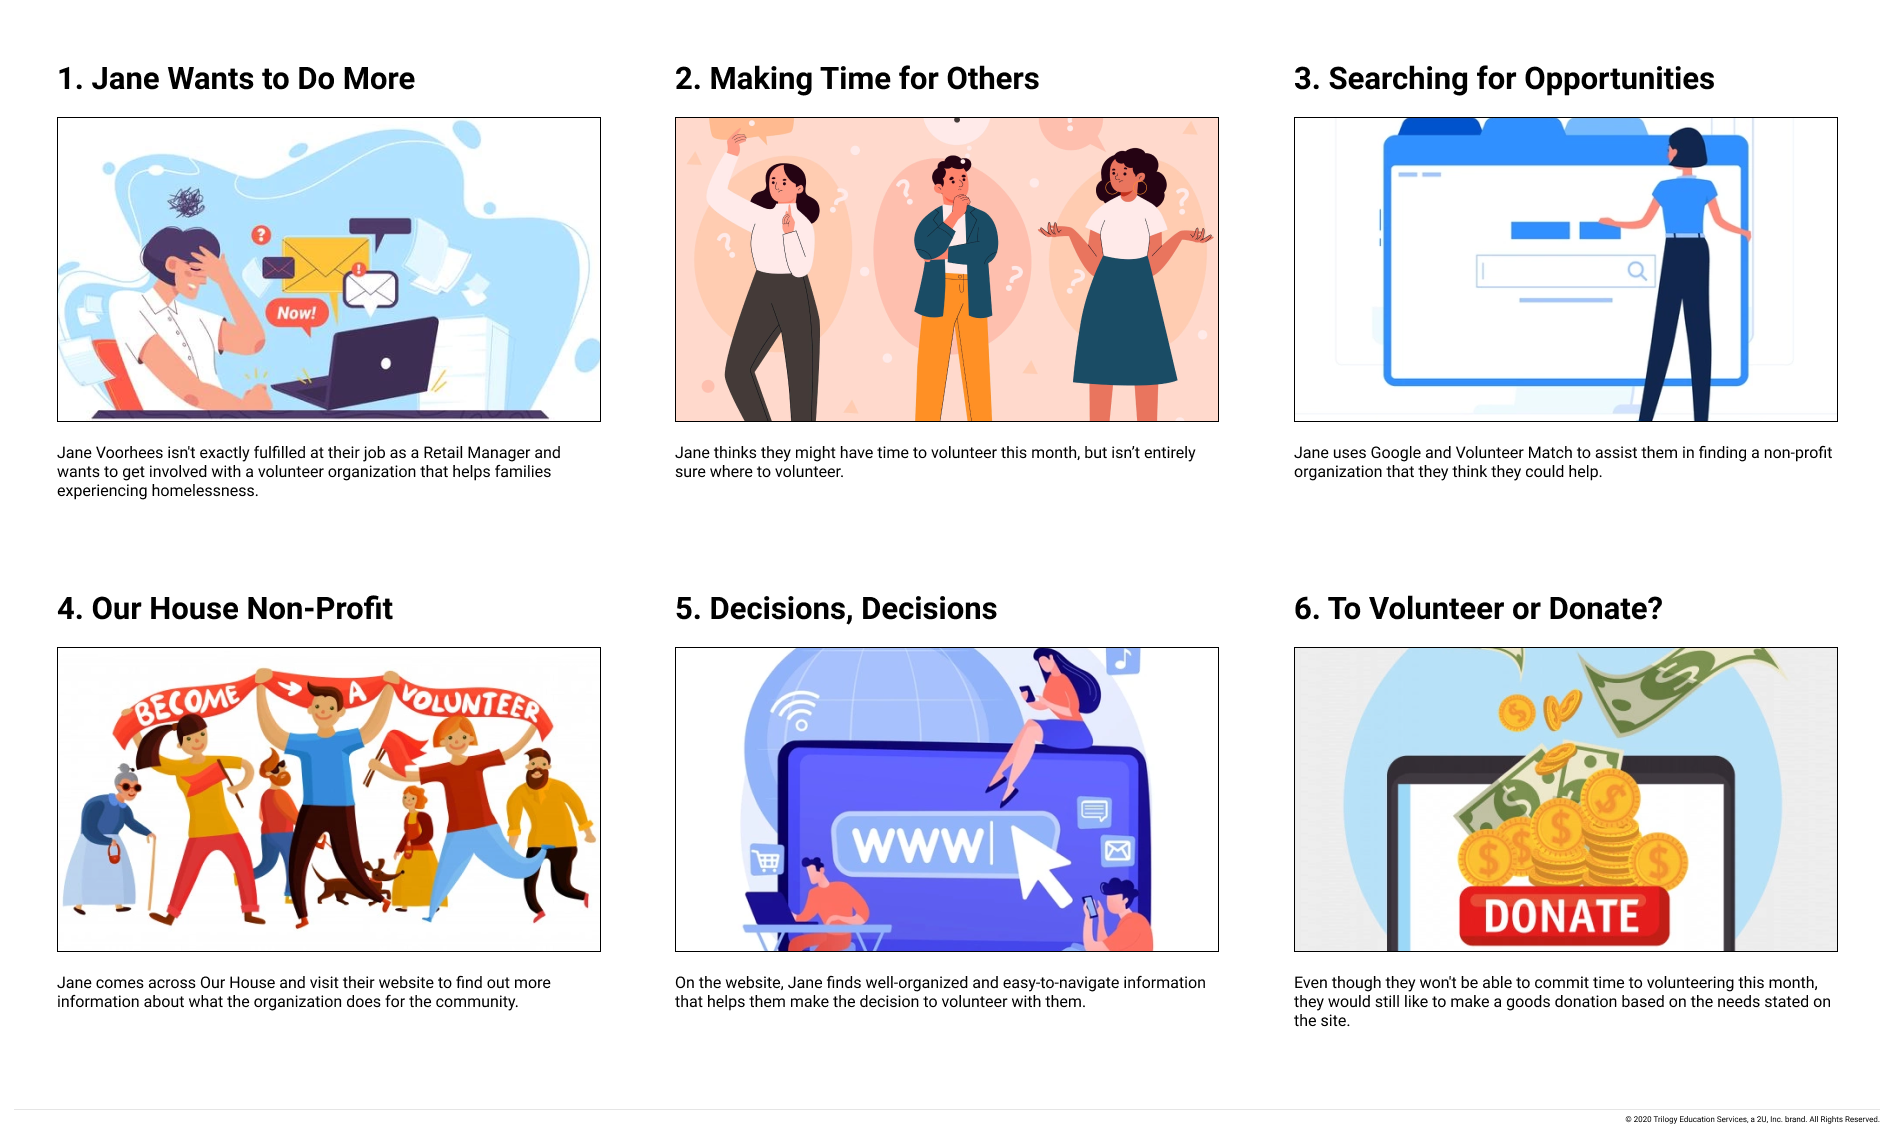 1. Jane Wants to Do More
?
!
Now!
Jane Voorhees isn't exactly fulfilled at their job as a Retail Manager and
wants to get involved with a volunteer organization that helps families
experiencing homelessness.
2. Making Time for Others
? ? ?
? ? ?
Jane thinks they might have time to volunteer this month, but isn’t entirely
sure where to volunteer.
3. Searching for Opportunities
Jane uses Google and Volunteer Match to assist them in finding a non-profit
organization that they think they could help.
4. Our House Non-Profit
BECOME → A VOLUNTEER
Jane comes across Our House and visit their website to find out more
information about what the organization does for the community.
5. Decisions, Decisions
www
On the website, Jane finds well-organized and easy-to-navigate information
that helps them make the decision to volunteer with them.
6. To Volunteer or Donate?
DONATE
Even though they won't be able to commit time to volunteering this month,
they would still like to make a goods donation based on the needs stated on
the site.
© 2020 Trilogy Education Services, a 2U, Inc. brand. All Rights Reserved.